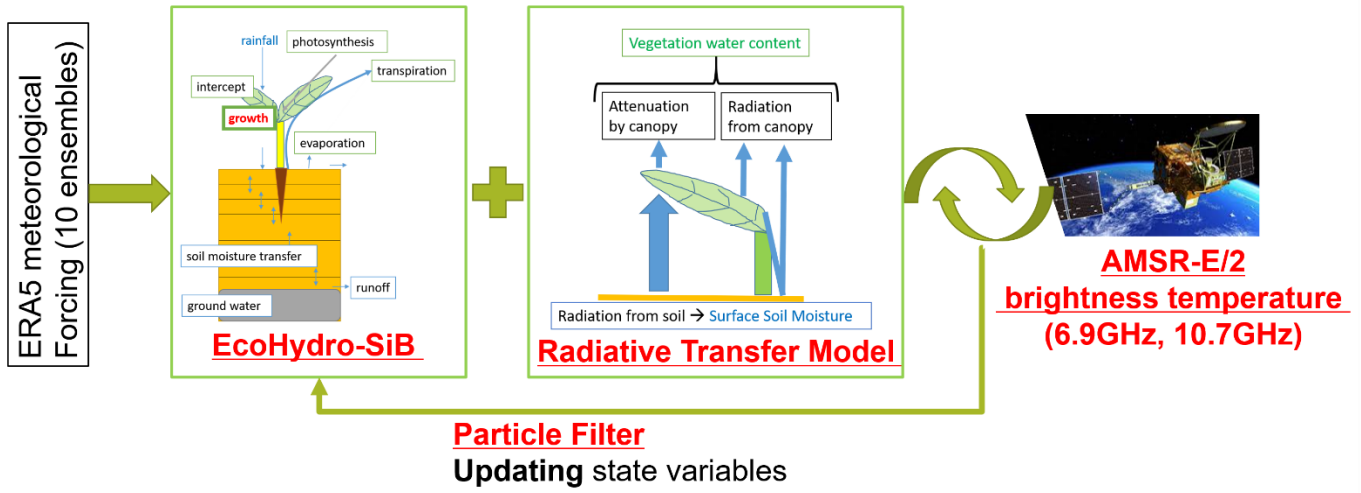 ERA5 meteorological
Forcing (10 ensembles)
rainfall
photosynthesis
transpiration
intercept
growth
evaporation
soil moisture transfer
runoff
ground water
EcoHydro-SiB
Vegetation water content
Attenuation
by canopy
Radiation
from canopy
Radiation from soil → Surface Soil Moisture
Radiative Transfer Model
AMSR-E/2
brightness temperature
(6.9GHz, 10.7GHz)
Particle Filter
Updating state variables